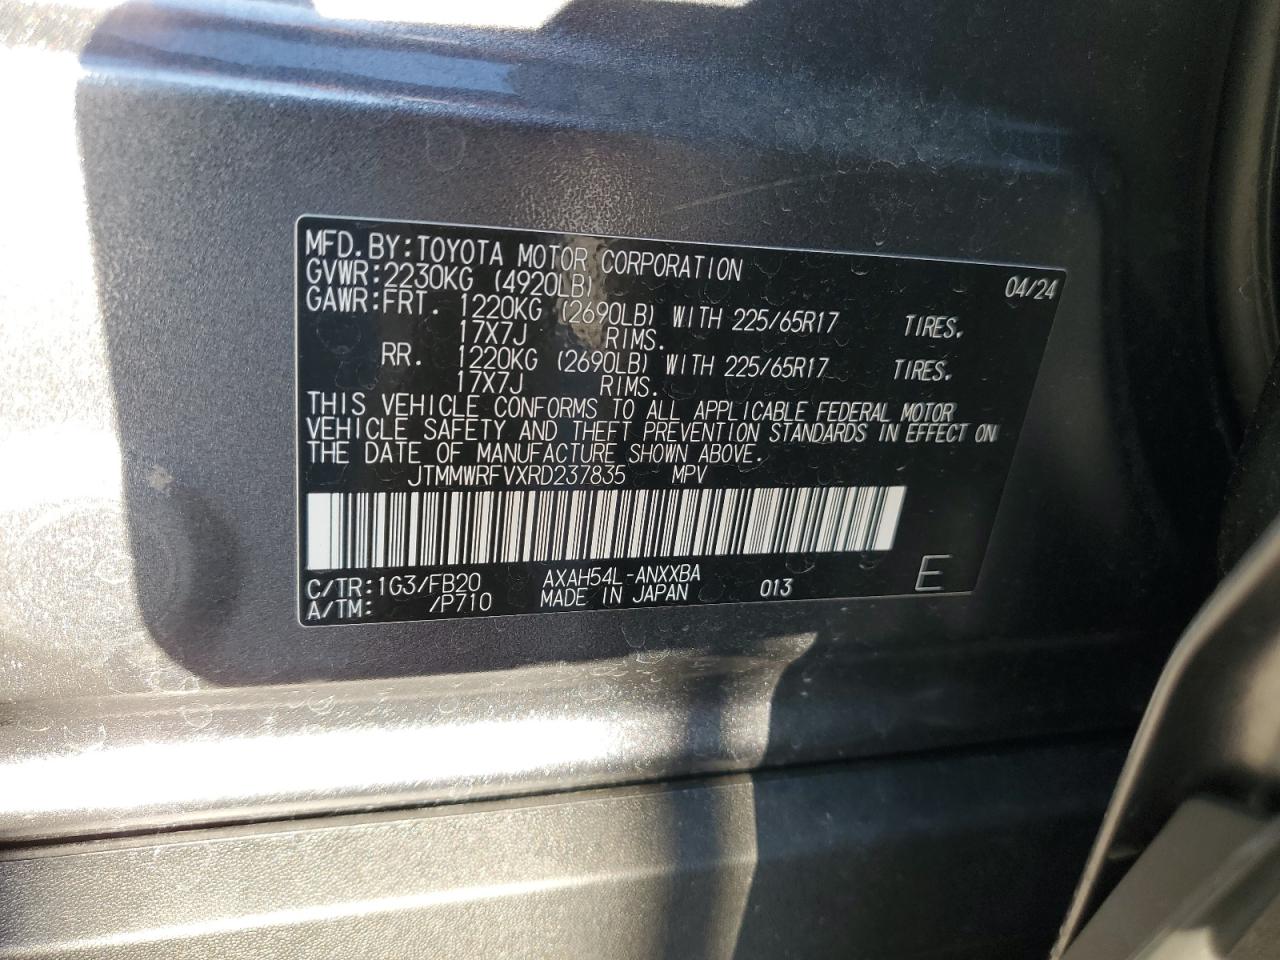 MFD. BY: TOYOTA MOTOR CORPORATION 04/24
GVWR: 2230KG (4920LB)
GAWR: FRT. 1220KG (2690LB) WITH 225/65R17 TIRES.
17X7J RIMS.
RR. 1220KG (2690LB) WITH 225/65R17 TIRES.
17X7J RIMS.
THIS VEHICLE CONFORMS TO ALL APPLICABLE FEDERAL MOTOR
VEHICLE SAFETY AND THEFT PREVENTION STANDARDS IN EFFECT ON
THE DATE OF MANUFACTURE SHOWN ABOVE.
JTMMWRFVXRD237835 MPV
C/TR: 1G3/FB20 AXAH54L-ANXXBA
A/TM: /P710 MADE IN JAPAN 013 E